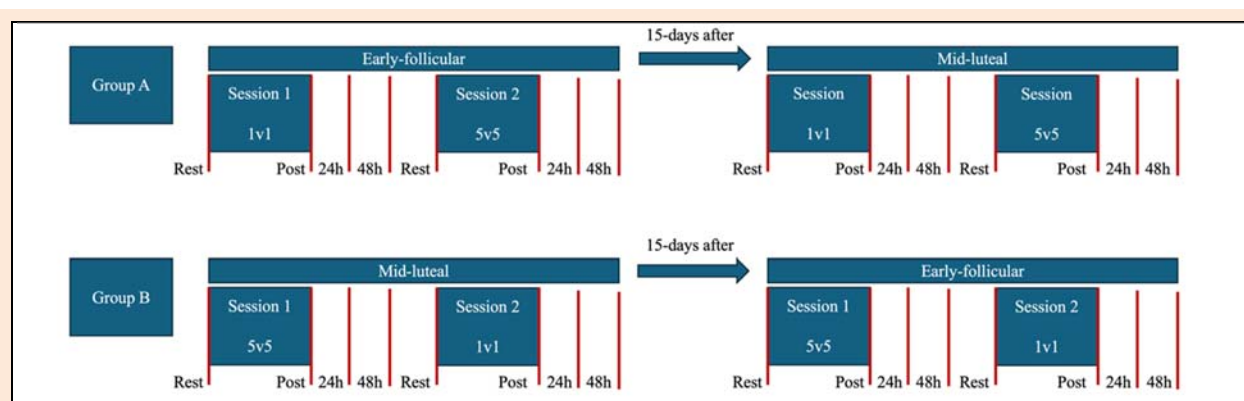 15-days after
Early-follicular
Mid-luteal
Group A
Session 1
1v1
Session 2
5v5
Session
1v1
Session
5v5
Rest Post 24h 48h Rest Post 24h 48h Rest Post 24h 48h Rest Post 24h 48h
15-days after
Mid-luteal
Early-follicular
Group B
Session 1
5v5
Session 2
1v1
Session 1
5v5
Session 2
1v1
Rest Post 24h 48h Rest Post 24h 48h Rest Post 24h 48h Rest Post 24h 48h